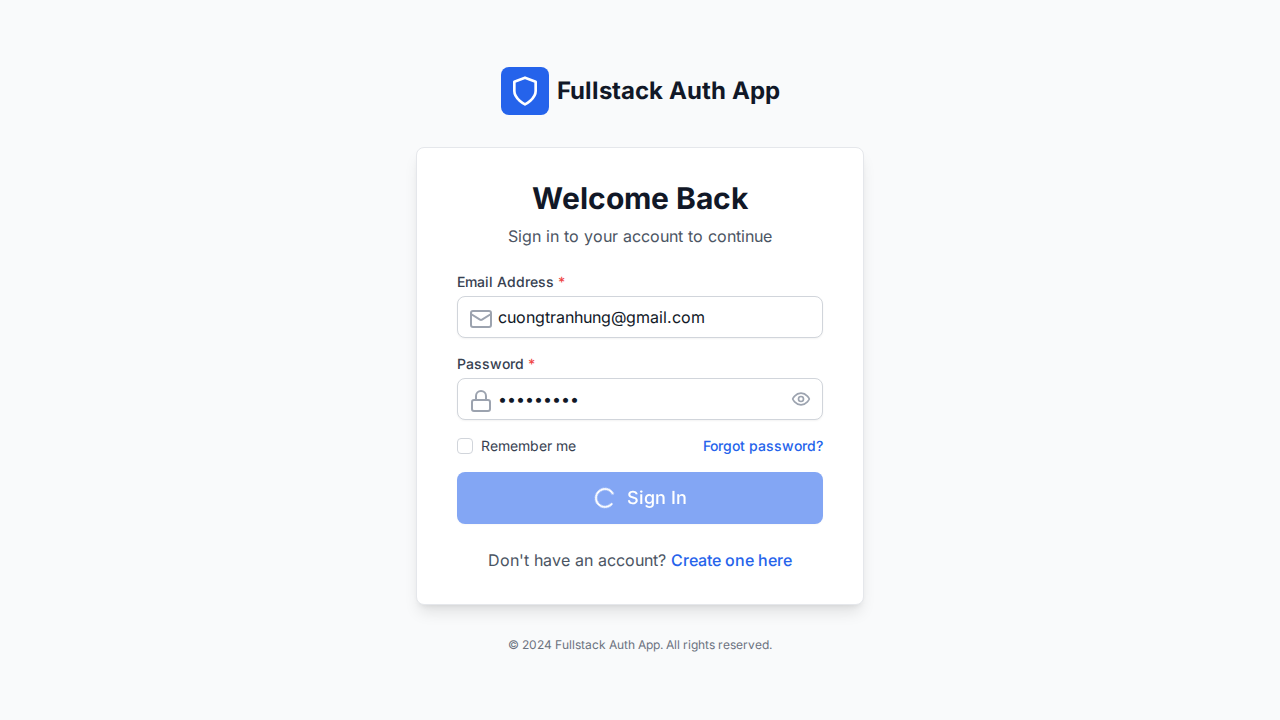 Fullstack Auth App
Welcome Back
Sign in to your account to continue
Email Address *
cuongtranhung@gmail.com
Password *
•••••••••
Remember me Forgot password?
Sign In
Don't have an account? Create one here
© 2024 Fullstack Auth App. All rights reserved.